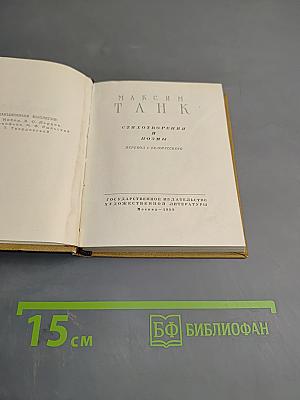 МАКСИМ
ТАНК
СТИХОТВОРЕНИЯ
И
ПОЭМЫ
ПЕРЕВОД С БЕЛОРУССКОГО
ГОСУДАРСТВЕННОЕ ИЗДАТЕЛЬСТВО
ХУДОЖЕСТВЕННОЙ ЛИТЕРАТУРЫ
15 см
БФ БИБЛИОФАН